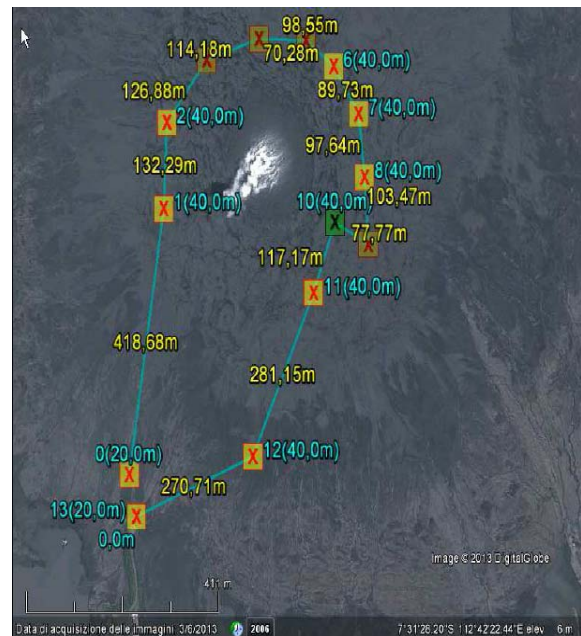 98,55m
114,18m
70,28m
6(40,0m)
126,88m
89,73m
2(40,0m)
7(40,0m)
132,29m
97,64m
8(40,0m)
1(40,0m)
10(40,0m)
103,47m
77,77m
117,17m
11(40,0m)
418,68m
281,15m
0(20,0m)
12(40,0m)
270,71m
13(20,0m)
0,0m
Image © 2013 DigitalGlobe
411 m
Data di acquisizione delle immagini: 3/6/2013 2006 7°31'28.20"S 112°42'22.44"E elev 6 m